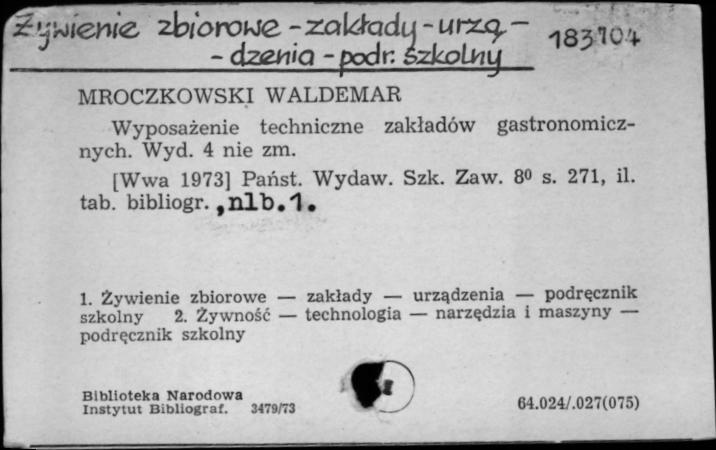 Żywienie zbiorowe - zakłady - urzą-
- dzenia - podr. szkolny
183704
MROCZKOWSKI WALDEMAR
Wyposażenie techniczne zakładów gastronomicz-
nych. Wyd. 4 nie zm.
[Wwa 1973] Państ. Wydaw. Szk. Zaw. 8⁰ s. 271, il.
tab. bibliogr. ,nlb.1.
1. Żywienie zbiorowe — zakłady — urządzenia — podręcznik
szkolny 2. Żywność — technologia — narzędzia i maszyny —
podręcznik szkolny
Biblioteka Narodowa
Instytut Bibliograf. 3479/73
64.024/.027(075)